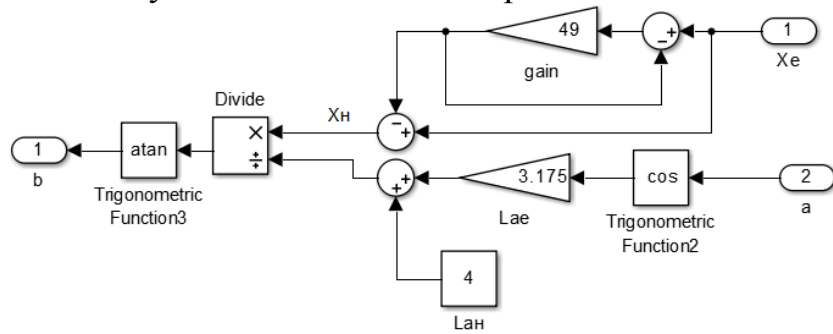 49
1
gain
Xe
Divide
Xн
atan
1
b
Trigonometric
Function3
3.175
Lae
cos
Trigonometric
Function2
2
a
4
Laн